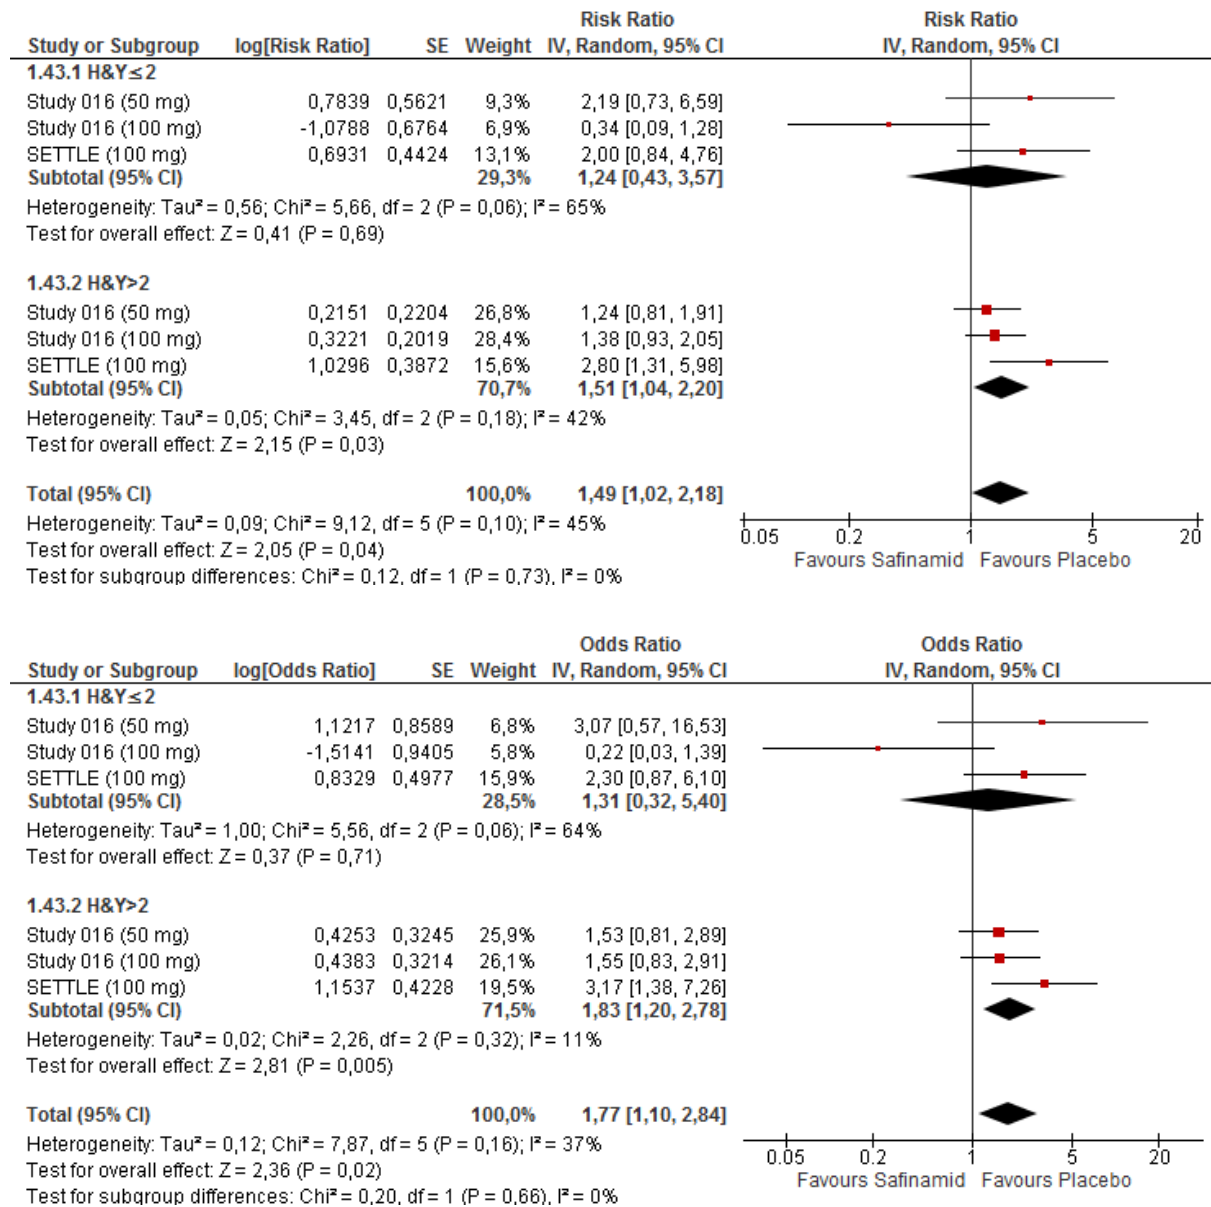 Risk Ratio Risk Ratio
Study or Subgroup log[Risk Ratio] SE Weight IV, Random, 95% CI IV, Random, 95% CI
1.43.1 H&Y≤2
Study 016 (50 mg) 0,7839 0,5621 9,3% 2,19 [0,73, 6,59]
Study 016 (100 mg) -1,0788 0,6764 6,9% 0,34 [0,09, 1,28]
SETTLE (100 mg) 0,6931 0,4424 13,1% 2,00 [0,84, 4,76]
Subtotal (95% CI) 29,3% 1,24 [0,43, 3,57]
Heterogeneity: Tau² = 0,56; Chi² = 5,66, df = 2 (P = 0,06); I² = 65%
Test for overall effect: Z = 0,41 (P = 0,69)
1.43.2 H&Y>2
Study 016 (50 mg) 0,2151 0,2204 26,8% 1,24 [0,81, 1,91]
Study 016 (100 mg) 0,3221 0,2019 28,4% 1,38 [0,93, 2,05]
SETTLE (100 mg) 1,0296 0,3872 15,6% 2,80 [1,31, 5,98]
Subtotal (95% CI) 70,7% 1,51 [1,04, 2,20]
Heterogeneity: Tau² = 0,05; Chi² = 3,45, df = 2 (P = 0,18); I² = 42%
Test for overall effect: Z = 2,15 (P = 0,03)
Total (95% CI) 100,0% 1,49 [1,02, 2,18]
Heterogeneity: Tau² = 0,09; Chi² = 9,12, df = 5 (P = 0,10); I² = 45%
Test for overall effect: Z = 2,05 (P = 0,04)
Test for subgroup differences: Chi² = 0,12, df = 1 (P = 0,73), I² = 0%
0.05 0.2 1 5 20
Favours Safinamid Favours Placebo
Odds Ratio Odds Ratio
Study or Subgroup log[Odds Ratio] SE Weight IV, Random, 95% CI IV, Random, 95% CI
1.43.1 H&Y≤2
Study 016 (50 mg) 1,1217 0,8589 6,8% 3,07 [0,57, 16,53]
Study 016 (100 mg) -1,5141 0,9405 5,8% 0,22 [0,03, 1,39]
SETTLE (100 mg) 0,8329 0,4977 15,9% 2,30 [0,87, 6,10]
Subtotal (95% CI) 28,5% 1,31 [0,32, 5,40]
Heterogeneity: Tau² = 1,00; Chi² = 5,56, df = 2 (P = 0,06); I² = 64%
Test for overall effect: Z = 0,37 (P = 0,71)
1.43.2 H&Y>2
Study 016 (50 mg) 0,4253 0,3245 25,9% 1,53 [0,81, 2,89]
Study 016 (100 mg) 0,4383 0,3214 26,1% 1,55 [0,83, 2,91]
SETTLE (100 mg) 1,1537 0,4228 19,5% 3,17 [1,38, 7,26]
Subtotal (95% CI) 71,5% 1,83 [1,20, 2,78]
Heterogeneity: Tau² = 0,02; Chi² = 2,26, df = 2 (P = 0,32); I² = 11%
Test for overall effect: Z = 2,81 (P = 0,005)
Total (95% CI) 100,0% 1,77 [1,10, 2,84]
Heterogeneity: Tau² = 0,12; Chi² = 7,87, df = 5 (P = 0,16); I² = 37%
Test for overall effect: Z = 2,36 (P = 0,02)
Test for subgroup differences: Chi² = 0,20, df = 1 (P = 0,66), I² = 0%
0.05 0.2 1 5 20
Favours Safinamid Favours Placebo